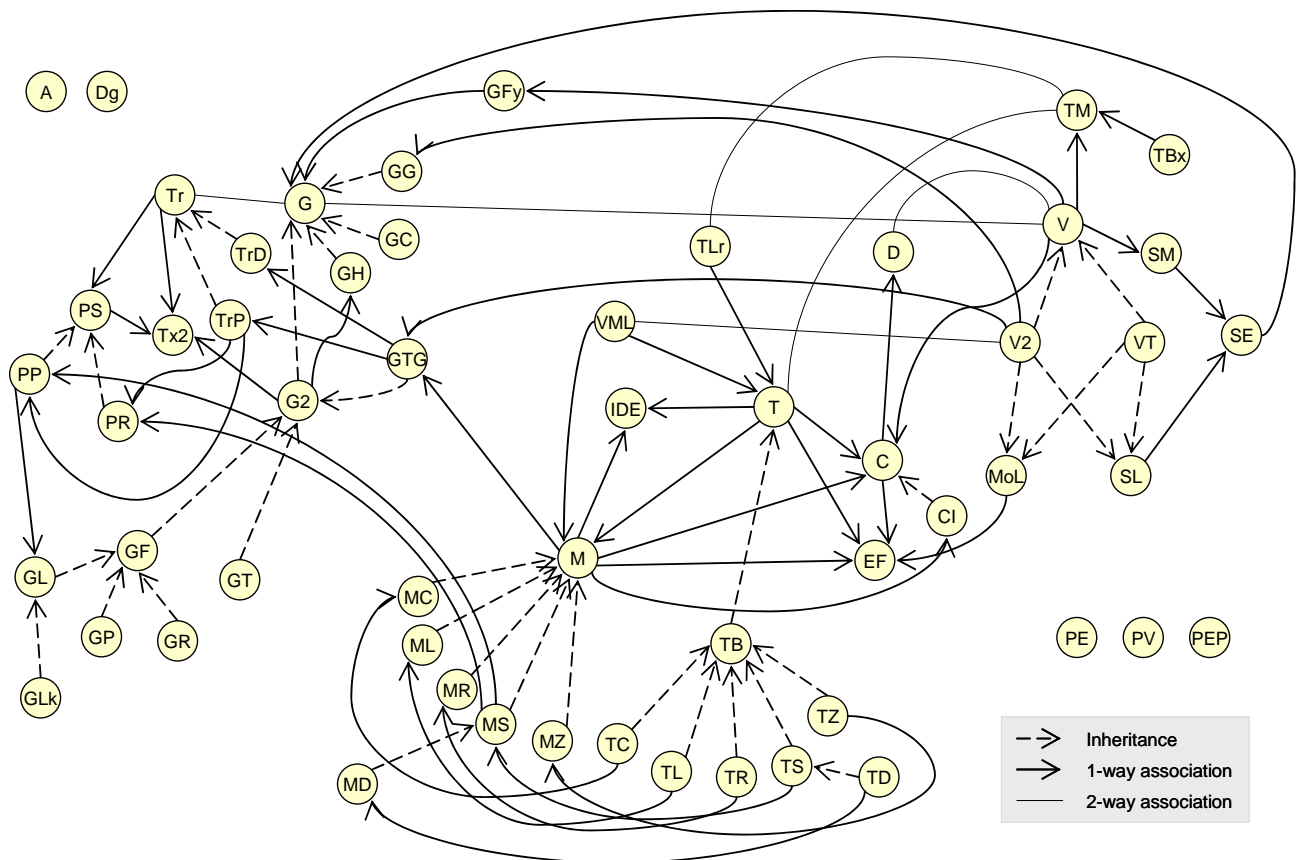 A
Dg
GFy
TM
TBx
GG
Tr
G
GC
TrD
GH
TLr
D
V
SM
PS
Tx2
TrP
GTG
VML
V2
VT
SE
PP
PR
G2
IDE
T
C
MoL
SL
CI
GF
GL
GT
M
EF
MC
GP
GR
ML
TB
PE
PV
PEP
GLk
MR
MS
MZ
TC
TZ
MD
TL
TR
TS
TD
Inheritance
1-way association
2-way association